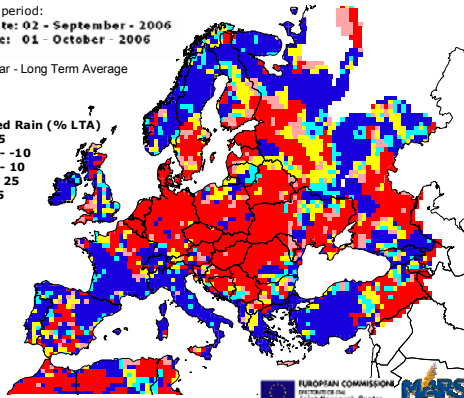 period:
te: 02 - September - 2006
e: 01 - October - 2006
ar - Long Term Average
ed Rain (% LTA)
5
- -10
- 10
25
5
EUROPEAN COMMISSION
MARS